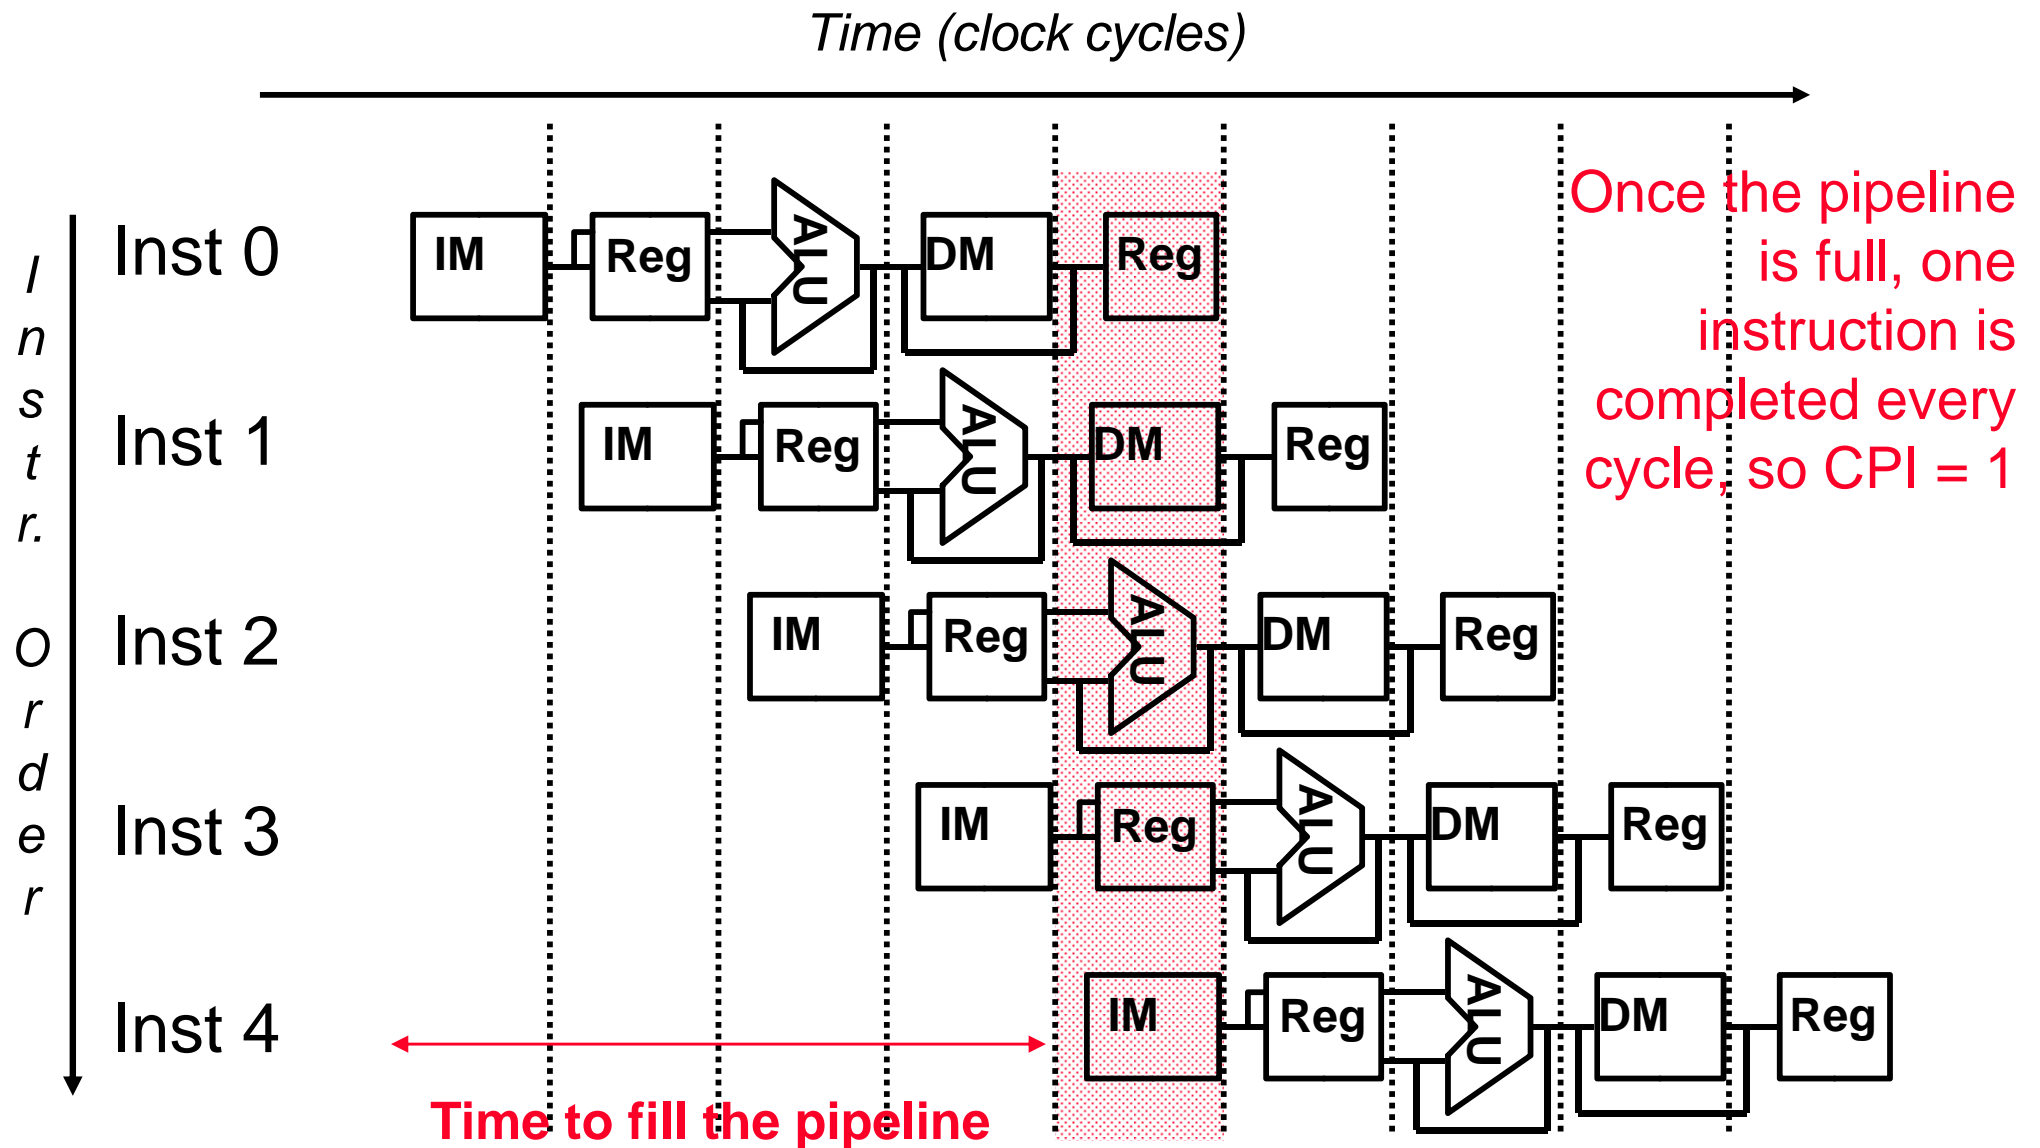 Time (clock cycles)
Instr. Order
Once the pipeline
is full, one
instruction is
completed every
cycle, so CPI = 1
Inst 0
IM Reg ALU DM Reg
Inst 1
IM Reg ALU DM Reg
Inst 2
IM Reg ALU DM Reg
Inst 3
IM Reg ALU DM Reg
Inst 4
IM Reg ALU DM Reg
Time to fill the pipeline